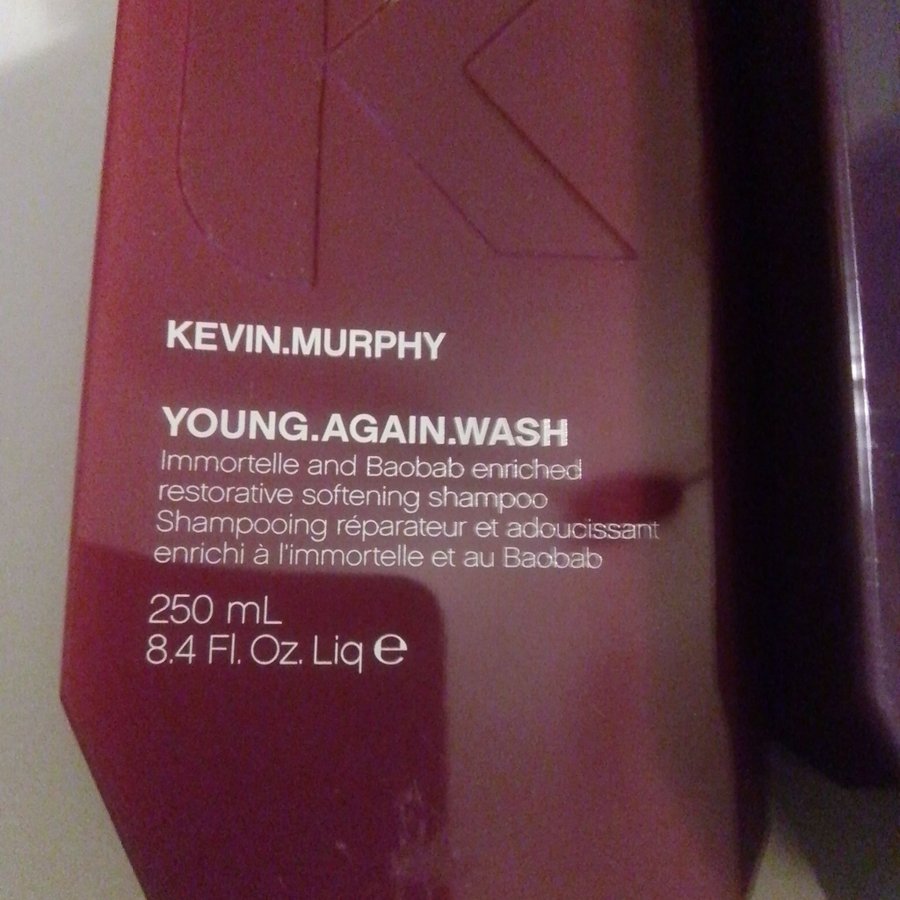 KEVIN.MURPHY
YOUNG.AGAIN.WASH
Immortelle and Baobab enriched
restorative softening shampoo
Shampooing réparateur et adoucissant
enrichi à l'immortelle et au Baobab
250 mL
8.4 Fl. Oz. Liq ℮